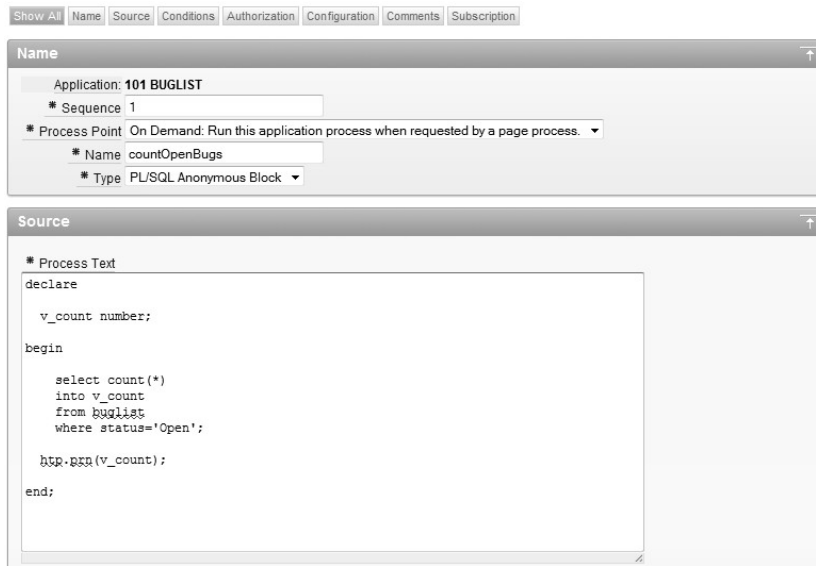 Show All Name Source Conditions Authorization Configuration Comments Subscription
Name
Application: 101 BUGLIST
* Sequence 1
* Process Point On Demand: Run this application process when requested by a page process.
* Name countOpenBugs
* Type PL/SQL Anonymous Block
Source
* Process Text
declare
v_count number;
begin
select count(*)
into v_count
from buglist
where status='Open';
htp.prn(v_count);
end;